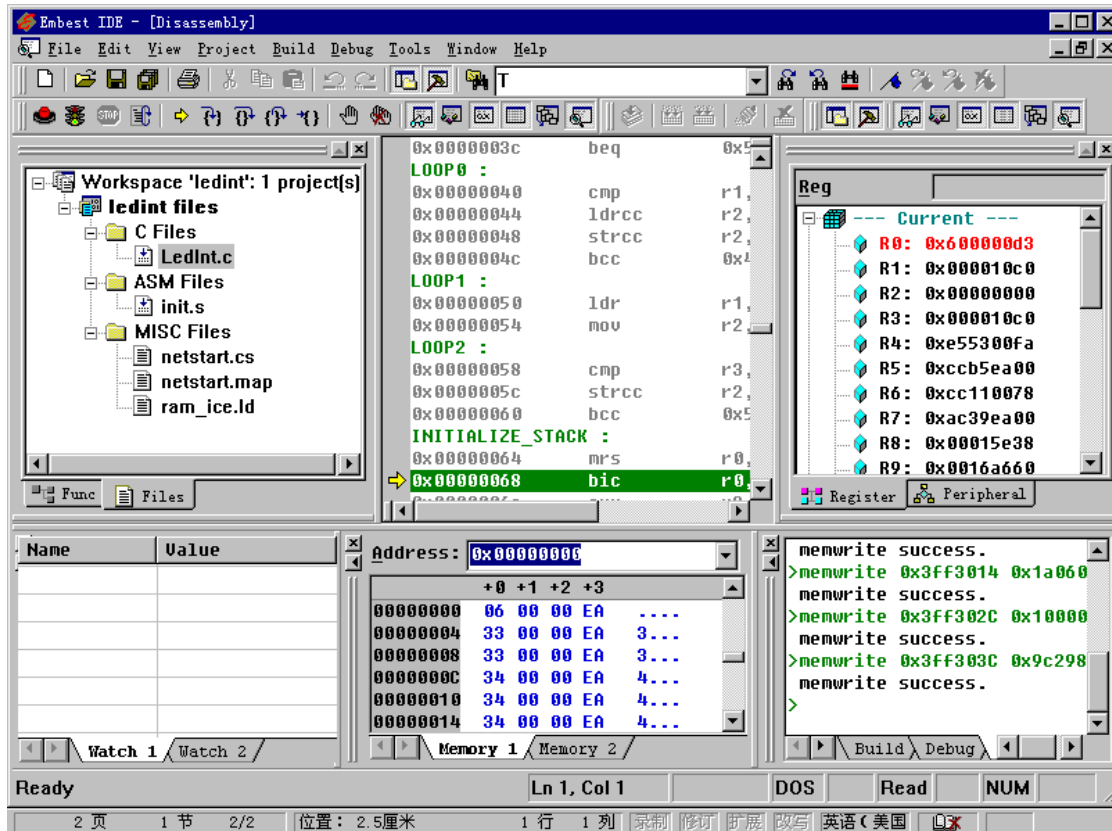 Embest IDE - [Disassembly]
File Edit View Project Build Debug Tools Window Help
T
STOP
Workspace 'ledint': 1 project(s)
ledint files
C Files
LedInt.c
ASM Files
init.s
MISC Files
netstart.cs
netstart.map
ram_ice.ld
Func Files
0x0000003c beq 0x5
LOOP0 :
0x00000040 cmp r1,
0x00000044 ldrcc r2,
0x00000048 strcc r2,
0x0000004c bcc 0x4
LOOP1 :
0x00000050 ldr r1,
0x00000054 mov r2,
LOOP2 :
0x00000058 cmp r3,
0x0000005c strcc r2,
0x00000060 bcc 0x5
INITIALIZE_STACK :
0x00000064 mrs r0,
0x00000068 bic r0,
Reg
--- Current ---
R0: 0x600000d3
R1: 0x000010c0
R2: 0x00000000
R3: 0x000010c0
R4: 0xe55300fa
R5: 0xccb5ea00
R6: 0xcc110078
R7: 0xac39ea00
R8: 0x00015e38
R9: 0x0016a660
Register Peripheral
Name Value
Watch 1 Watch 2
Address: 0x00000000
+0 +1 +2 +3
00000000 06 00 00 EA ....
00000004 33 00 00 EA 3...
00000008 33 00 00 EA 3...
0000000C 34 00 00 EA 4...
00000010 34 00 00 EA 4...
00000014 34 00 00 EA 4...
Memory 1 Memory 2
memwrite success.
>memwrite 0x3ff3014 0x1a060
memwrite success.
>memwrite 0x3ff302C 0x10000
memwrite success.
>memwrite 0x3ff303C 0x9c298
memwrite success.
>
Build Debug
Ready Ln 1, Col 1 DOS Read NUM
2 页 1 节 2/2 位置： 2.5厘米 1 行 1 列 录制 修订 扩展 改写 英语(美国